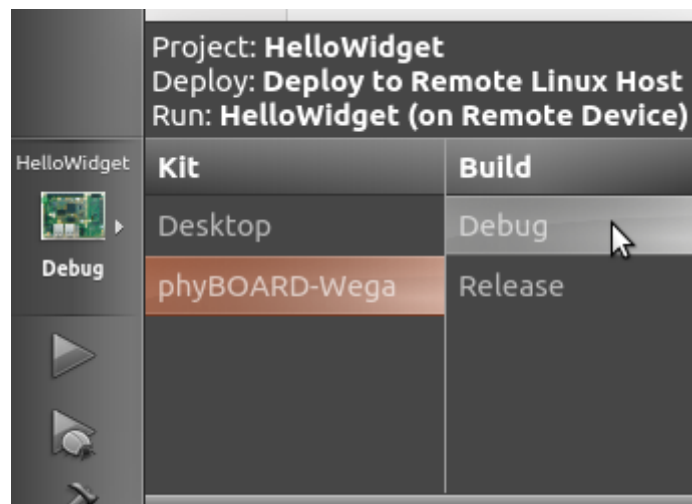 Project: HelloWidget
Deploy: Deploy to Remote Linux Host
Run: HelloWidget (on Remote Device)
HelloWidget
Kit
Build
Desktop
Debug
Debug
phyBOARD-Wega
Release